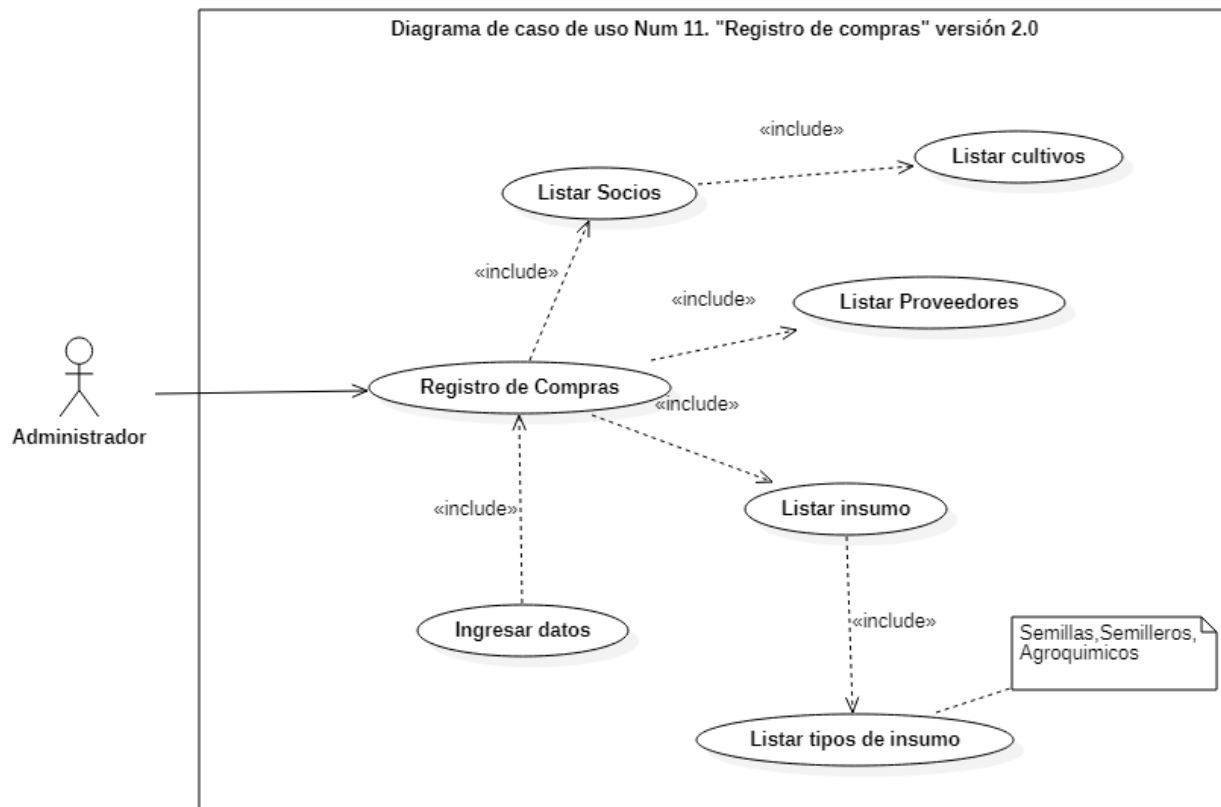 Diagrama de caso de uso Num 11. "Registro de compras" versión 2.0
«include»
Listar cultivos
Listar Socios
«include»
«include»
Listar Proveedores
Registro de Compras
«include»
Administrador
Listar insumo
«include»
Ingresar datos
«include»
Semillas,Semilleros,
Agroquimicos
Listar tipos de insumo